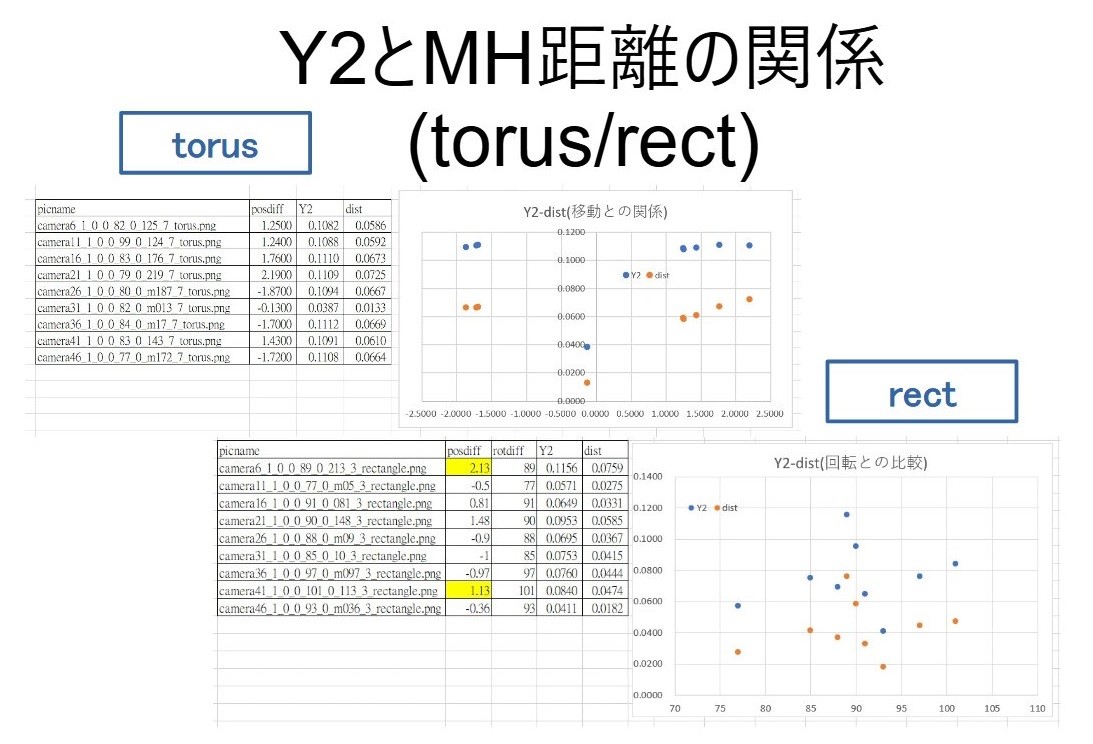 Y2とMH距離の関係
(torus/rect)
torus
picname posdiff Y2 dist
camera6_1_0_0_82_0_125_7_torus.png 1.2500 0.1082 0.0586
camera11_1_0_0_99_0_124_7_torus.png 1.2400 0.1088 0.0592
camera16_1_0_0_83_0_176_7_torus.png 1.7600 0.1110 0.0673
camera21_1_0_0_79_0_219_7_torus.png 2.1900 0.1109 0.0725
camera26_1_0_0_80_0_m187_7_torus.png -1.8700 0.1094 0.0667
camera31_1_0_0_82_0_m013_7_torus.png -0.1300 0.0387 0.0133
camera36_1_0_0_84_0_m17_7_torus.png -1.7000 0.1112 0.0669
camera41_1_0_0_83_0_143_7_torus.png 1.4300 0.1091 0.0610
camera46_1_0_0_77_0_m172_7_torus.png -1.7200 0.1108 0.0664
Y2-dist(移動との関係)
0.1200
0.1000
Y2 dist
0.0800
0.0600
0.0400
0.0200
0.0000
-2.5000 -2.0000 -1.5000 -1.0000 -0.5000 0.0000 0.5000 1.0000 1.5000 2.0000 2.5000
rect
picname posdiff rotdiff Y2 dist
camera6_1_0_0_89_0_213_3_rectangle.png 2.13 89 0.1156 0.0759
camera11_1_0_0_77_0_m05_3_rectangle.png -0.5 77 0.0571 0.0275
camera16_1_0_0_91_0_081_3_rectangle.png 0.81 91 0.0649 0.0331
camera21_1_0_0_90_0_148_3_rectangle.png 1.48 90 0.0953 0.0585
camera26_1_0_0_88_0_m09_3_rectangle.png -0.9 88 0.0695 0.0367
camera31_1_0_0_85_0_10_3_rectangle.png -1 85 0.0753 0.0415
camera36_1_0_0_97_0_m097_3_rectangle.png -0.97 97 0.0760 0.0444
camera41_1_0_0_101_0_113_3_rectangle.png 1.13 101 0.0840 0.0474
camera46_1_0_0_93_0_m036_3_rectangle.png -0.36 93 0.0411 0.0182
Y2-dist(回転との比較)
0.1400
0.1200
Y2 dist
0.1000
0.0800
0.0600
0.0400
0.0200
0.0000
70 75 80 85 90 95 100 105 110